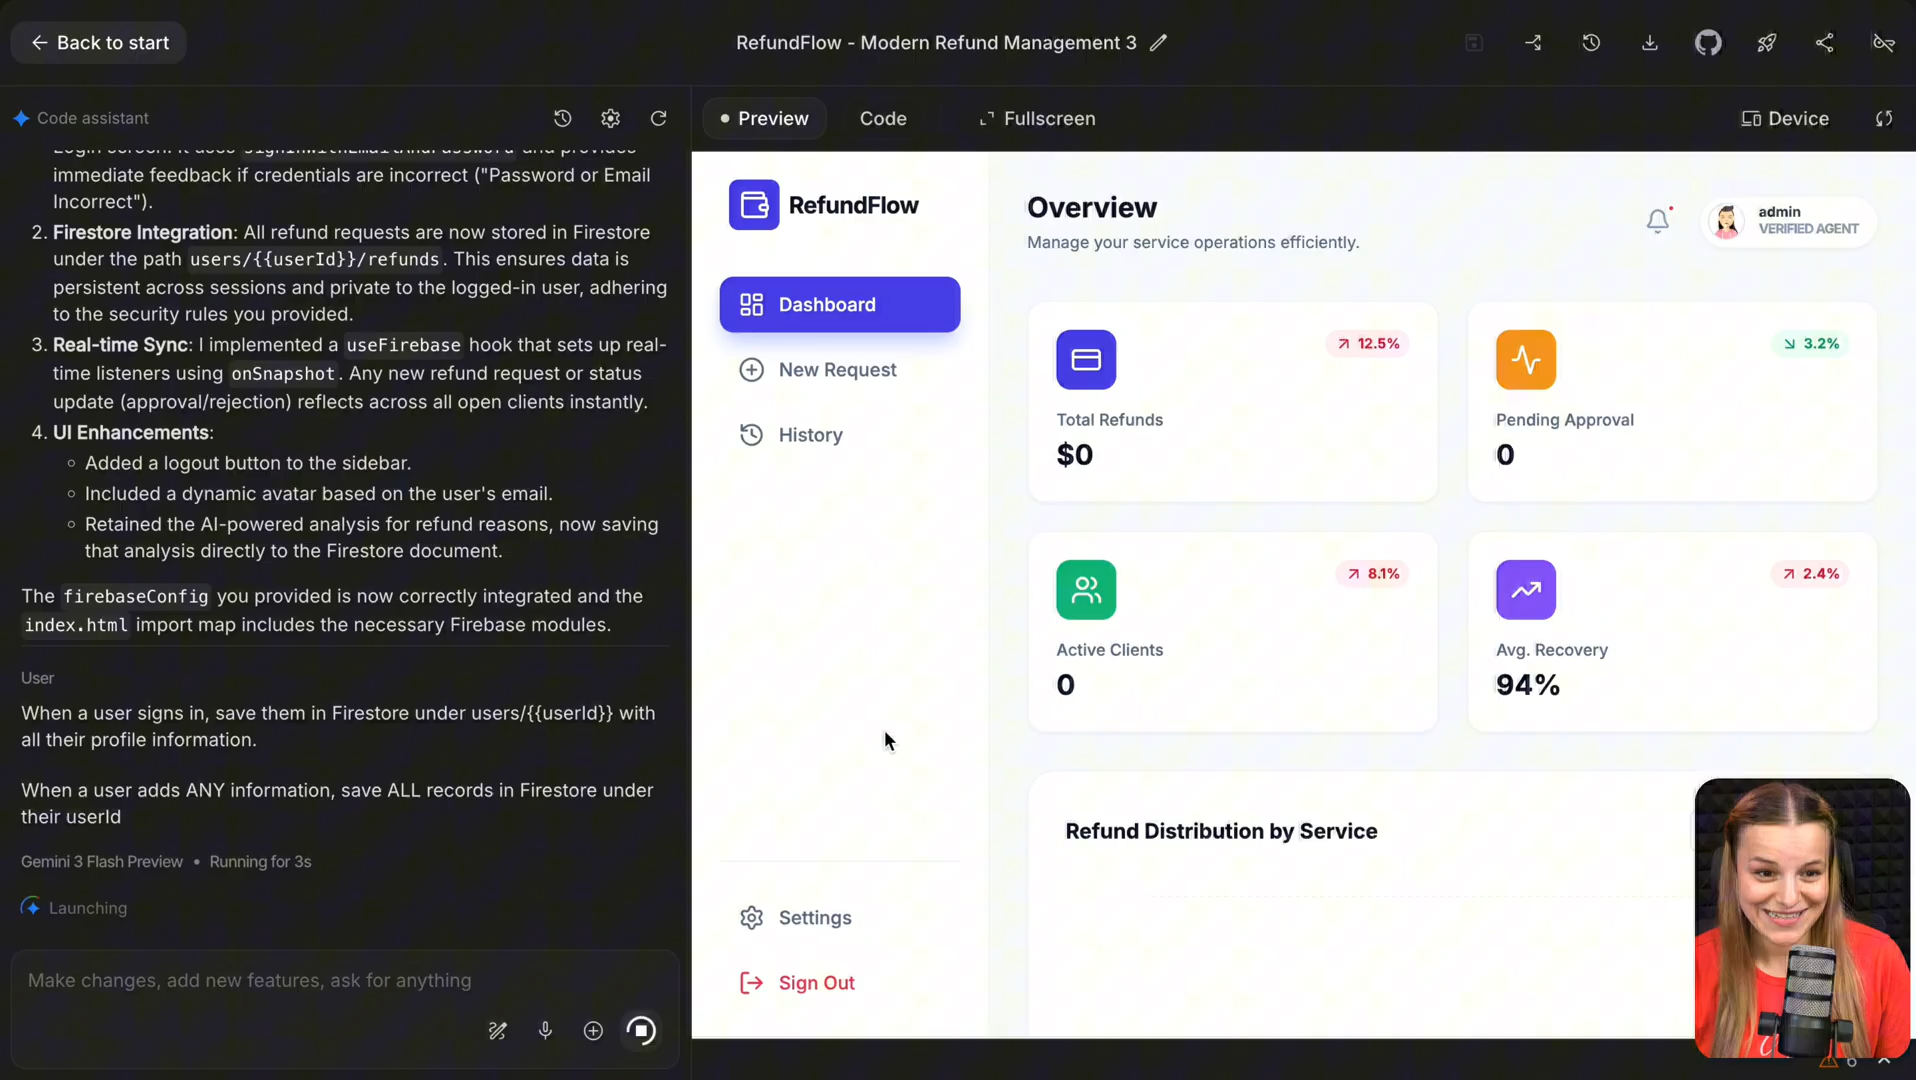 Back to start
RefundFlow - Modern Refund Management 3
Code assistant
Login screen. It uses signInWithEmailAndPassword and provides
immediate feedback if credentials are incorrect ("Password or Email
Incorrect").
2. Firestore Integration: All refund requests are now stored in Firestore
under the path users/{{userId}}/refunds. This ensures data is
persistent across sessions and private to the logged-in user, adhering
to the security rules you provided.
3. Real-time Sync: I implemented a useFirebase hook that sets up real-
time listeners using onSnapshot. Any new refund request or status
update (approval/rejection) reflects across all open clients instantly.
4. UI Enhancements:
Added a logout button to the sidebar.
Included a dynamic avatar based on the user's email.
Retained the AI-powered analysis for refund reasons, now saving
that analysis directly to the Firestore document.
The firebaseConfig you provided is now correctly integrated and the
index.html import map includes the necessary Firebase modules.
User
When a user signs in, save them in Firestore under users/{{userId}} with
all their profile information.
When a user adds ANY information, save ALL records in Firestore under
their userId
Gemini 3 Flash Preview • Running for 3s
Launching
Make changes, add new features, ask for anything
Preview
Code
Fullscreen
Device
RefundFlow
Dashboard
New Request
History
Settings
Sign Out
Overview
Manage your service operations efficiently.
admin
VERIFIED AGENT
12.5%
Total Refunds
$0
3.2%
Pending Approval
0
8.1%
Active Clients
0
2.4%
Avg. Recovery
94%
Refund Distribution by Service